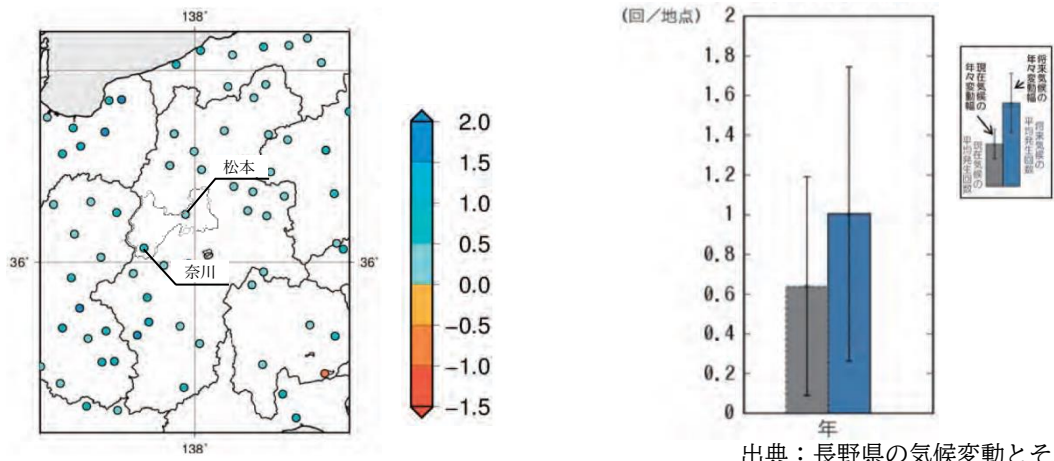 138°
36°
36°
138°
松本
奈川
2.0
1.5
1.0
0.5
0.0
−0.5
−1.0
−1.5
(回／地点)
2
1.8
1.6
1.4
1.2
1
0.8
0.6
0.4
0.2
0
年
将来気候の
年々変動幅
現在気候の
年々変動幅
将来気候の
平均発生回数
現在気候の
平均発生回数
出典：長野県の気候変動とそ